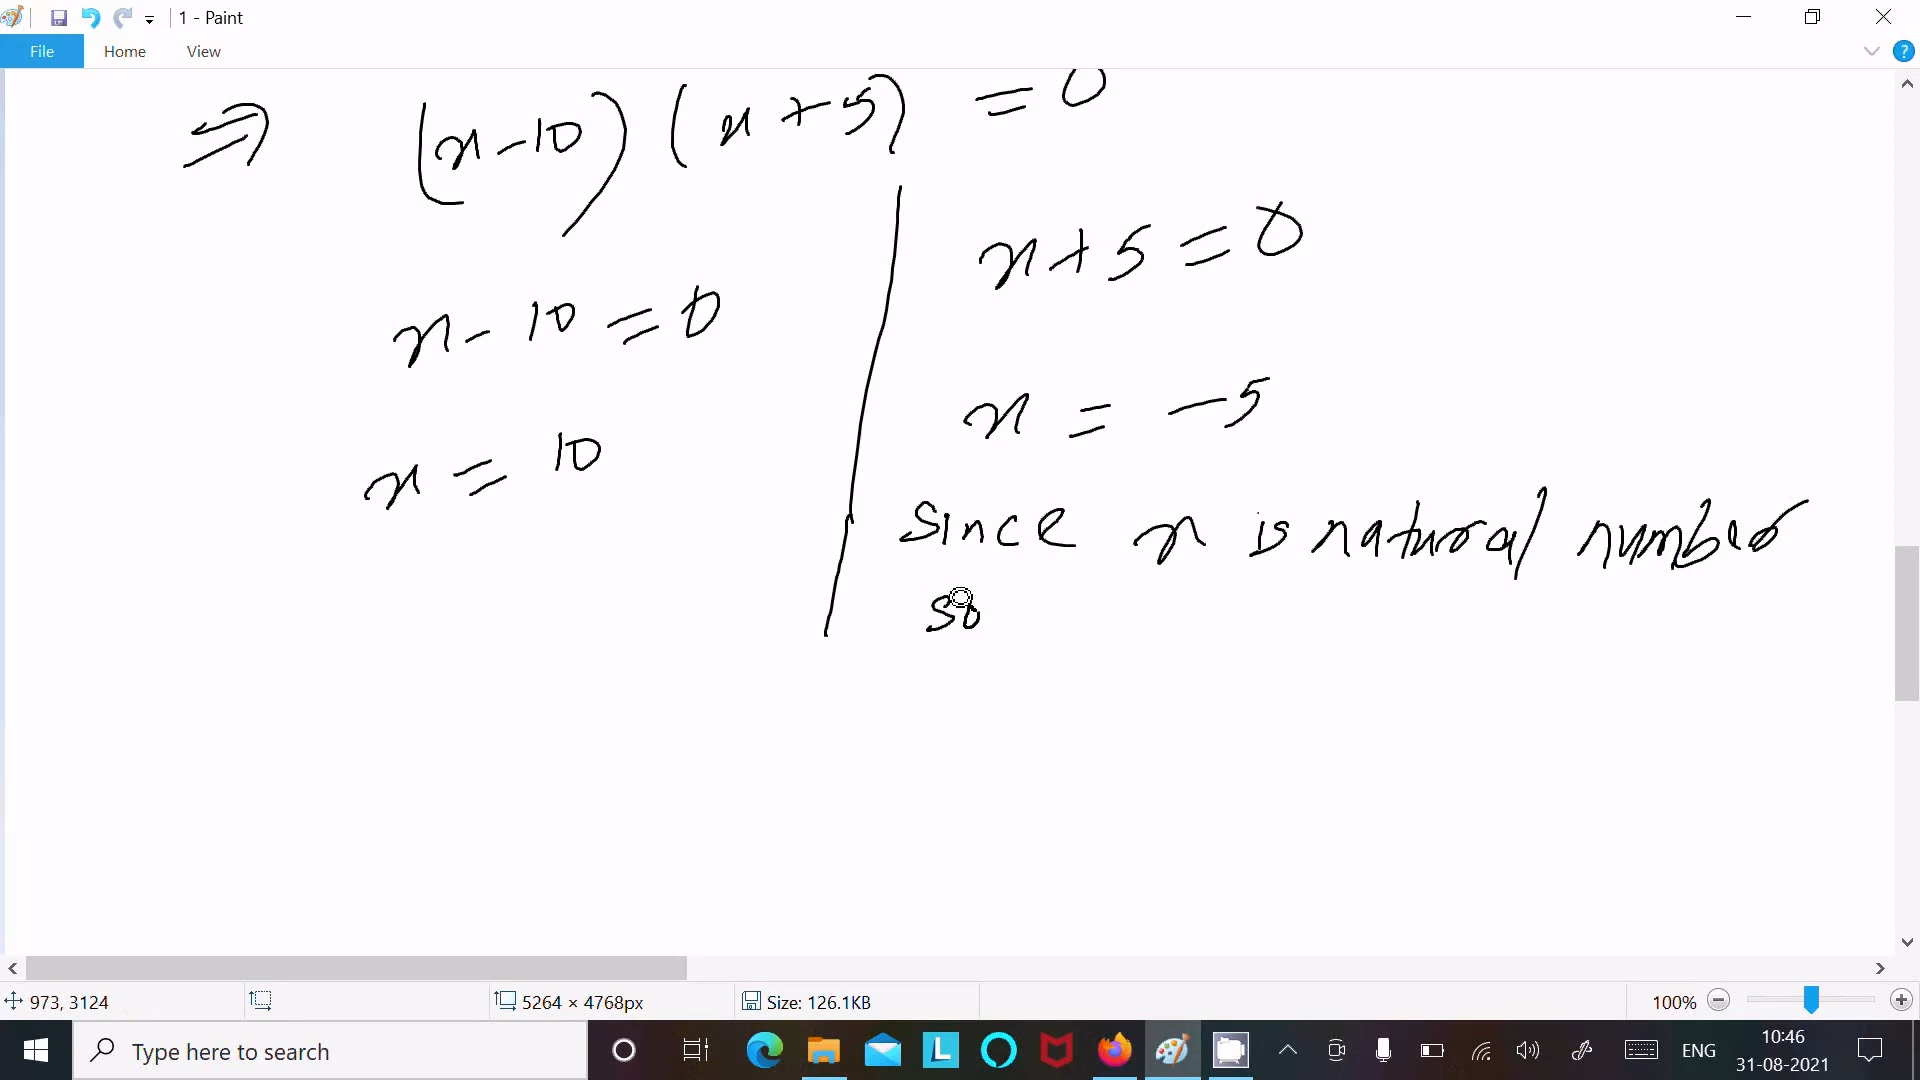 1 - Paint
File Home View
⇒ (x-10) (x+5) = 0
x+5=0
x-10=0
x = -5
x = 10
Since x is natural number
so
973, 3124 5264 × 4768px Size: 126.1KB 100%
Type here to search
ENG
10:46
31-08-2021